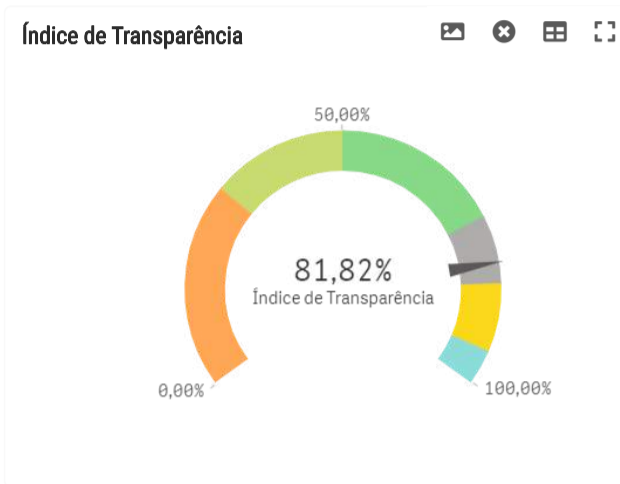 Índice de Transparência
50,00%
81,82%
Índice de Transparência
0,00%
100,00%